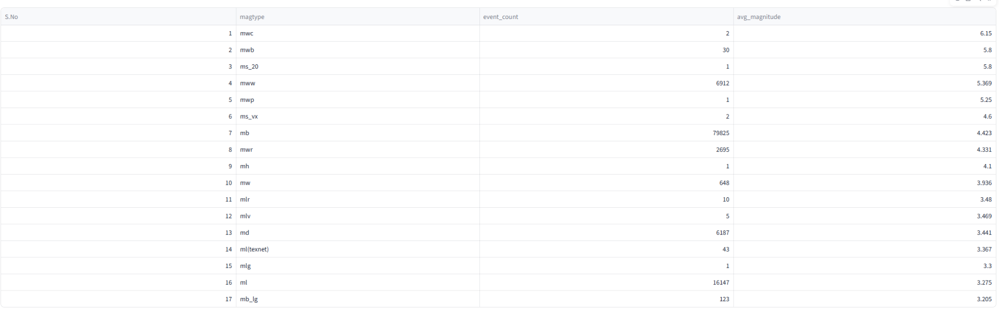 S.No magtype event_count avg_magnitude
1 mwc 2 6.15
2 mwb 30 5.8
3 ms_20 1 5.8
4 mww 6912 5.369
5 mwp 1 5.25
6 ms_vx 2 4.6
7 mb 79825 4.423
8 mwr 2695 4.331
9 mh 1 4.1
10 mw 648 3.936
11 mlr 10 3.48
12 mlv 5 3.469
13 md 6187 3.441
14 ml(texnet) 43 3.367
15 mlg 1 3.3
16 ml 16147 3.275
17 mb_lg 123 3.205